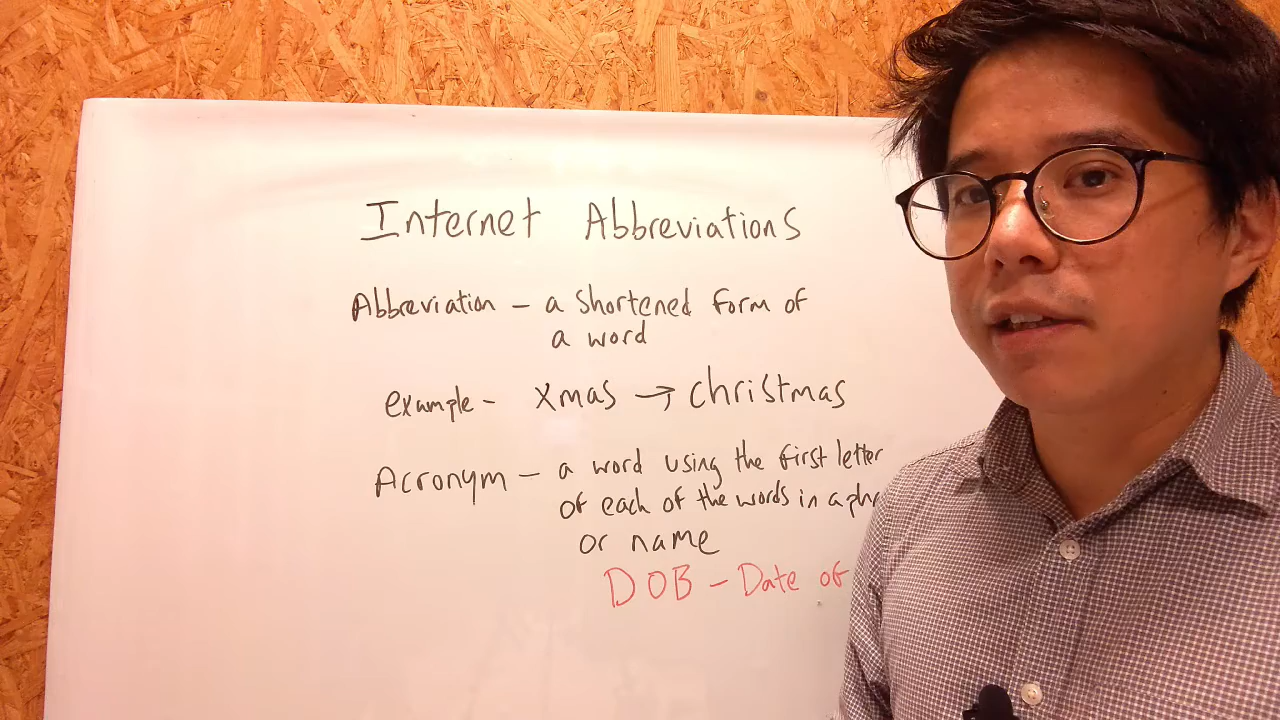 Internet Abbreviations
Abbreviation - a shortened form of
a word
example - xmas → christmas
Acronym - a word using the first letter
of each of the words in a
or name
DOB - Date of